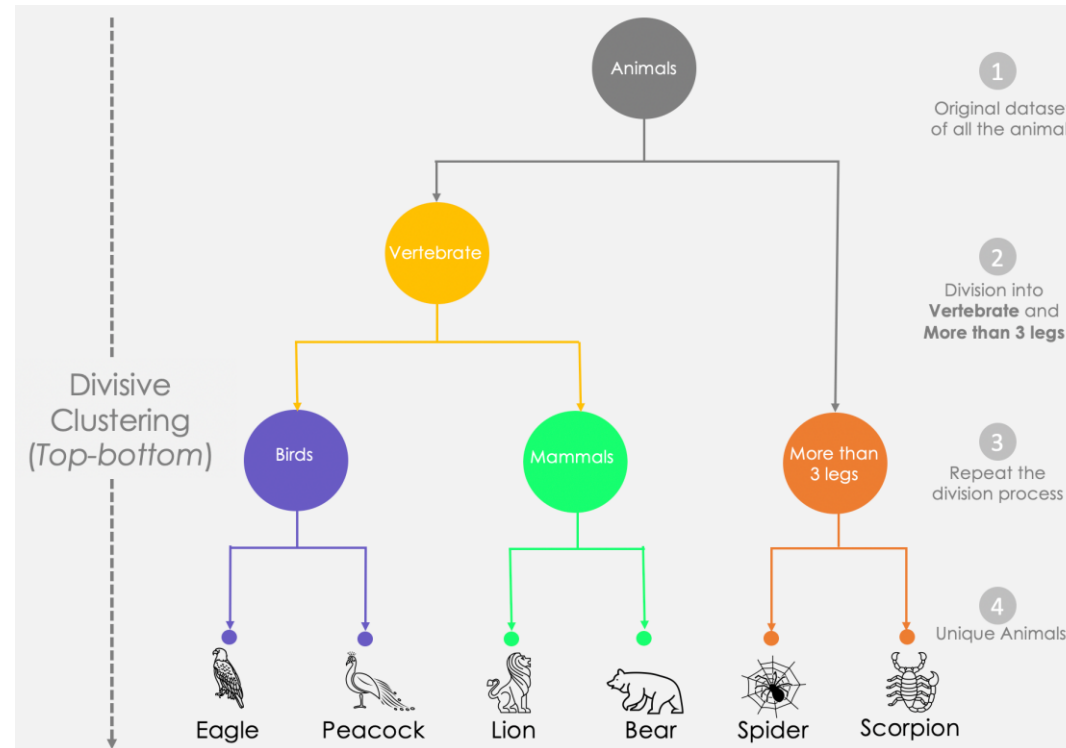 Animals
1
Original datase
of all the animal
Vertebrate
2
Division into
Vertebrate and
More than 3 legs
Divisive
Clustering
(Top-bottom)
Birds
Mammals
More than
3 legs
3
Repeat the
division process
4
Unique Animals
Eagle
Peacock
Lion
Bear
Spider
Scorpion